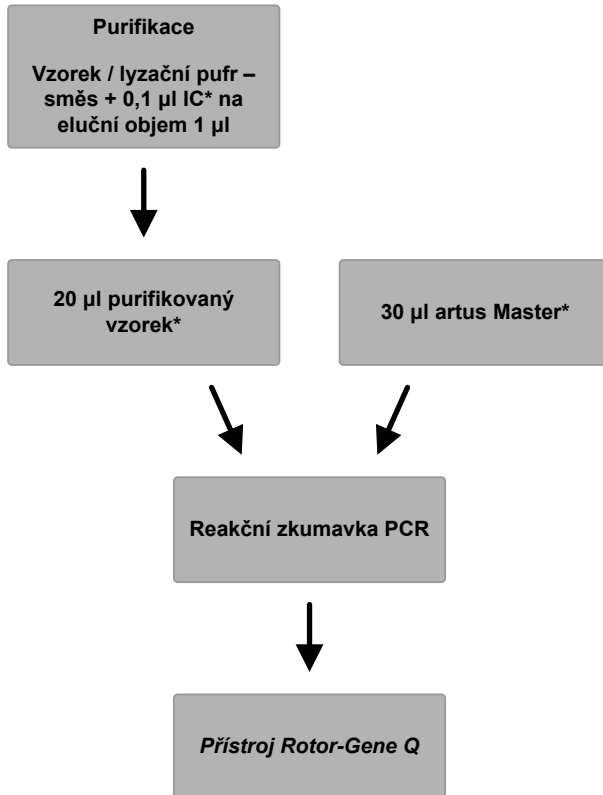 Purifikace
Vzorek / lyzační pufr –
směs + 0,1 µl IC* na
eluční objem 1 µl
20 µl purifikovaný
vzorek*
30 µl artus Master*
Reakční zkumavka PCR
Přístroj Rotor-Gene Q